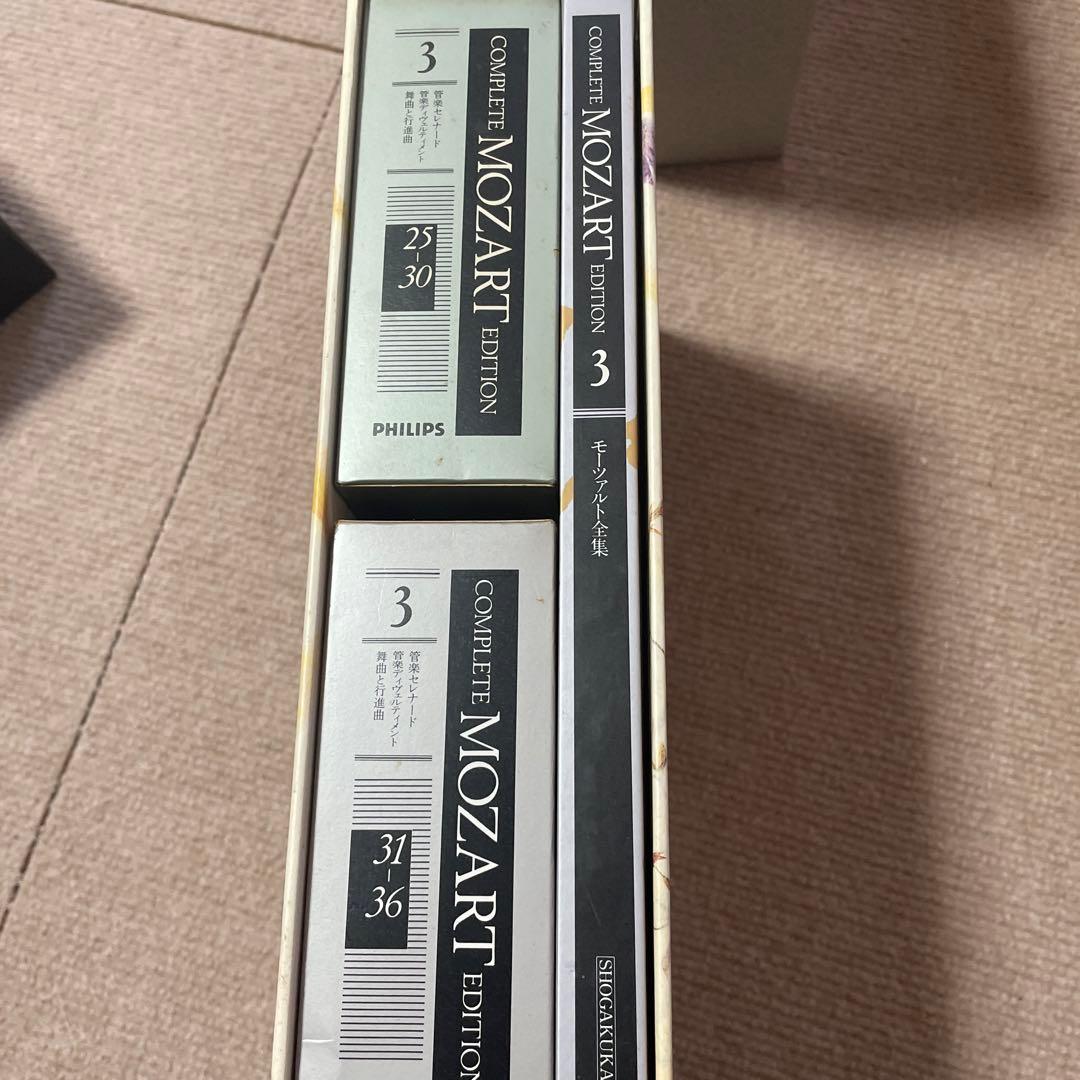 3
管楽セレナード
管楽ディヴェルティメント
舞曲と行進曲
25
-
30
PHILIPS
COMPLETE MOZART EDITION
3
管楽セレナード
管楽ディヴェルティメント
舞曲と行進曲
31
-
36
COMPLETE MOZART EDITION
COMPLETE MOZART EDITION 3
モーツァルト全集
SHOGAKUKA